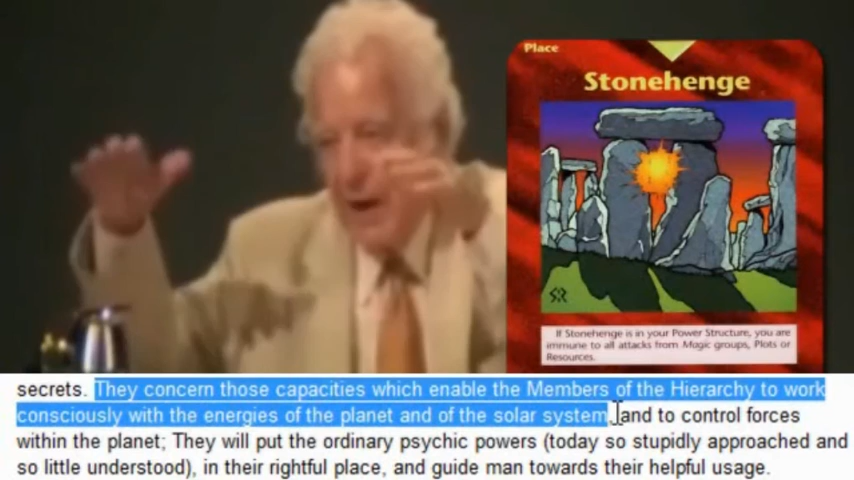 Place
Stonehenge
If Stonehenge is in your Power Structure, you are
immune to all attacks from Magic groups, Plots or
Resources.
secrets. They concern those capacities which enable the Members of the Hierarchy to work
consciously with the energies of the planet and of the solar system, and to control forces
within the planet; They will put the ordinary psychic powers (today so stupidly approached and
so little understood), in their rightful place, and guide man towards their helpful usage.